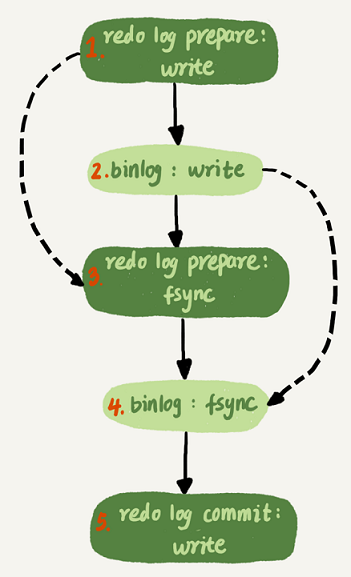 1. redo log prepare:
write
2. binlog : write
3. redo log prepare:
fsync
4. binlog : fsync
5. redo log commit:
write